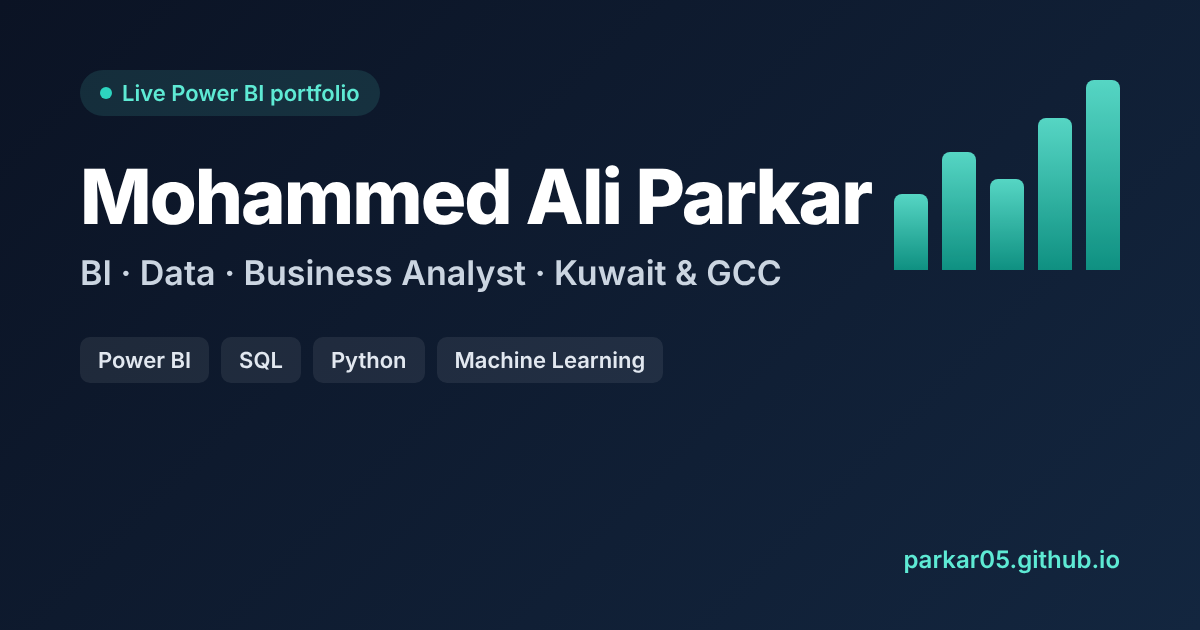 Live Power BI portfolio
Mohammed Ali Parkar
BI · Data · Business Analyst · Kuwait & GCC
Power BI SQL Python Machine Learning
parkar05.github.io